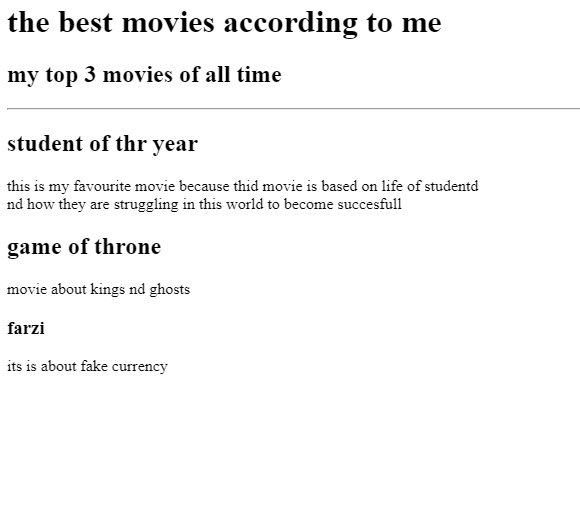 the best movies according to me
my top 3 movies of all time
student of thr year
this is my favourite movie because thid movie is based on life of studentd
nd how they are struggling in this world to become succesfull
game of throne
movie about kings nd ghosts
farzi
its is about fake currency